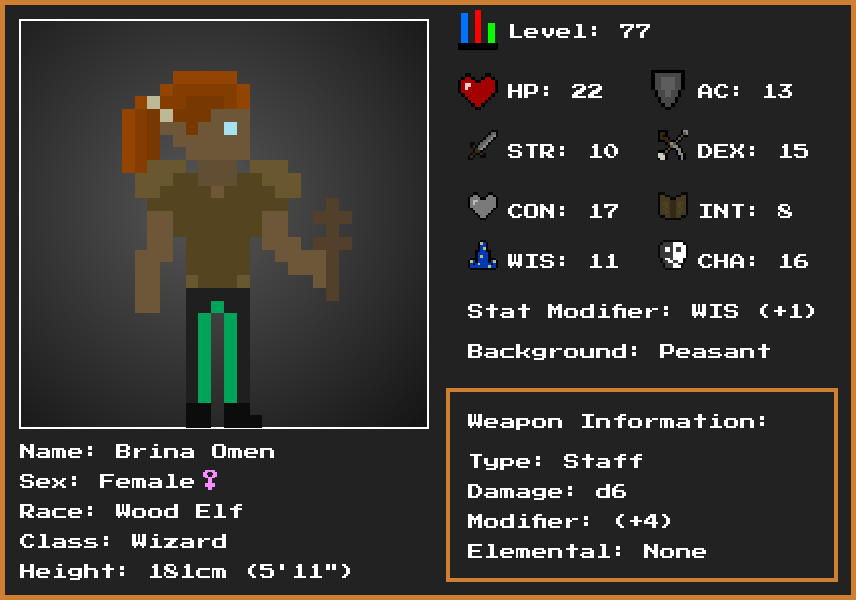 Level: 77
HP: 22 AC: 13
STR: 10 DEX: 15
CON: 17 INT: 8
WIS: 11 CHA: 16
Stat Modifier: WIS (+1)
Background: Peasant
Weapon Information:
Type: Staff
Damage: d6
Modifier: (+4)
Elemental: None
Name: Brina Omen
Sex: Female♀
Race: Wood Elf
Class: Wizard
Height: 181cm (5'11")